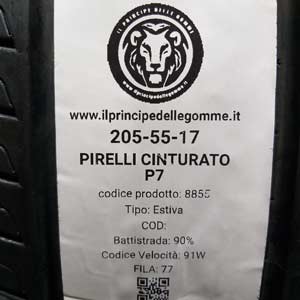 IL PRINCIPE DELLE GOMME
www.ilprincipedellegomme.it
www.ilprincipedellegomme.it
205-55-17
PIRELLI CINTURATO
P7
codice prodotto: 8855
Tipo: Estiva
COD:
Battistrada: 90%
Codice Velocità: 91W
FILA: 77